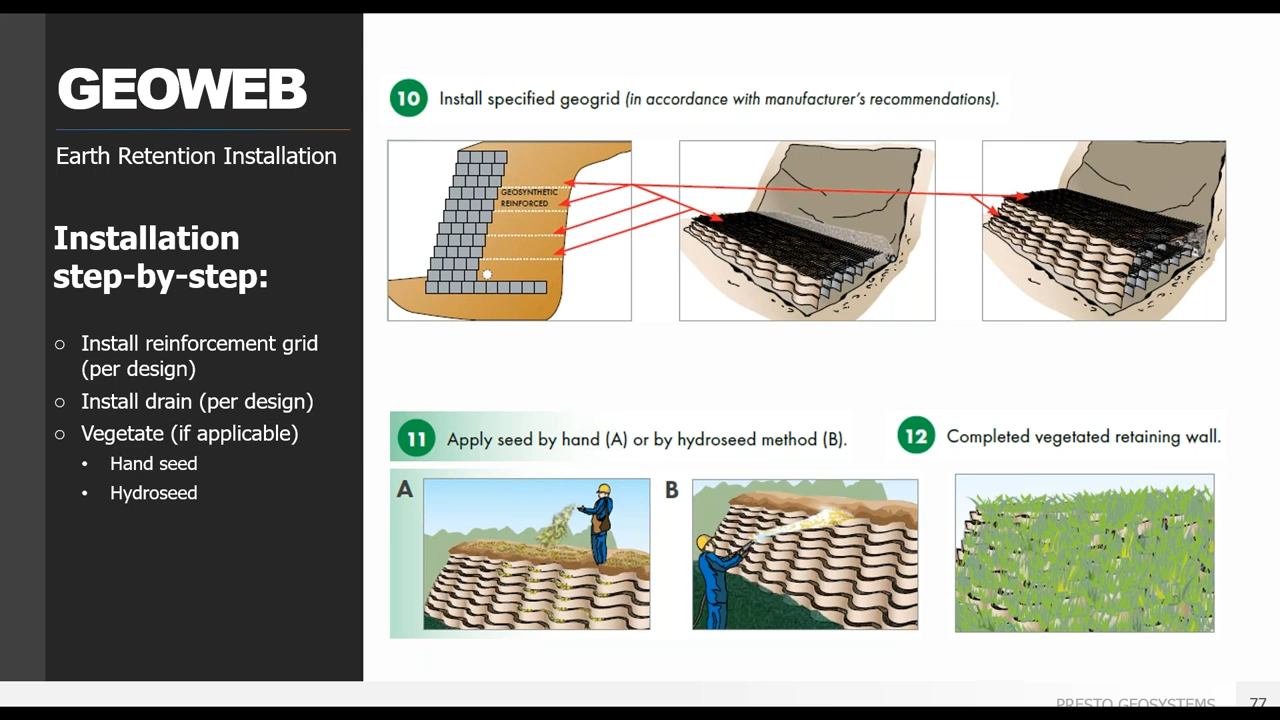 GEOWEB
Earth Retention Installation
Installation
step-by-step:
○ Install reinforcement grid
(per design)
○ Install drain (per design)
○ Vegetate (if applicable)
• Hand seed
• Hydroseed
10 Install specified geogrid (in accordance with manufacturer's recommendations).
GEOSYNTHETIC
REINFORCED
11 Apply seed by hand (A) or by hydroseed method (B).
A
B
12 Completed vegetated retaining wall.
PRESTO GEOSYSTEMS
77